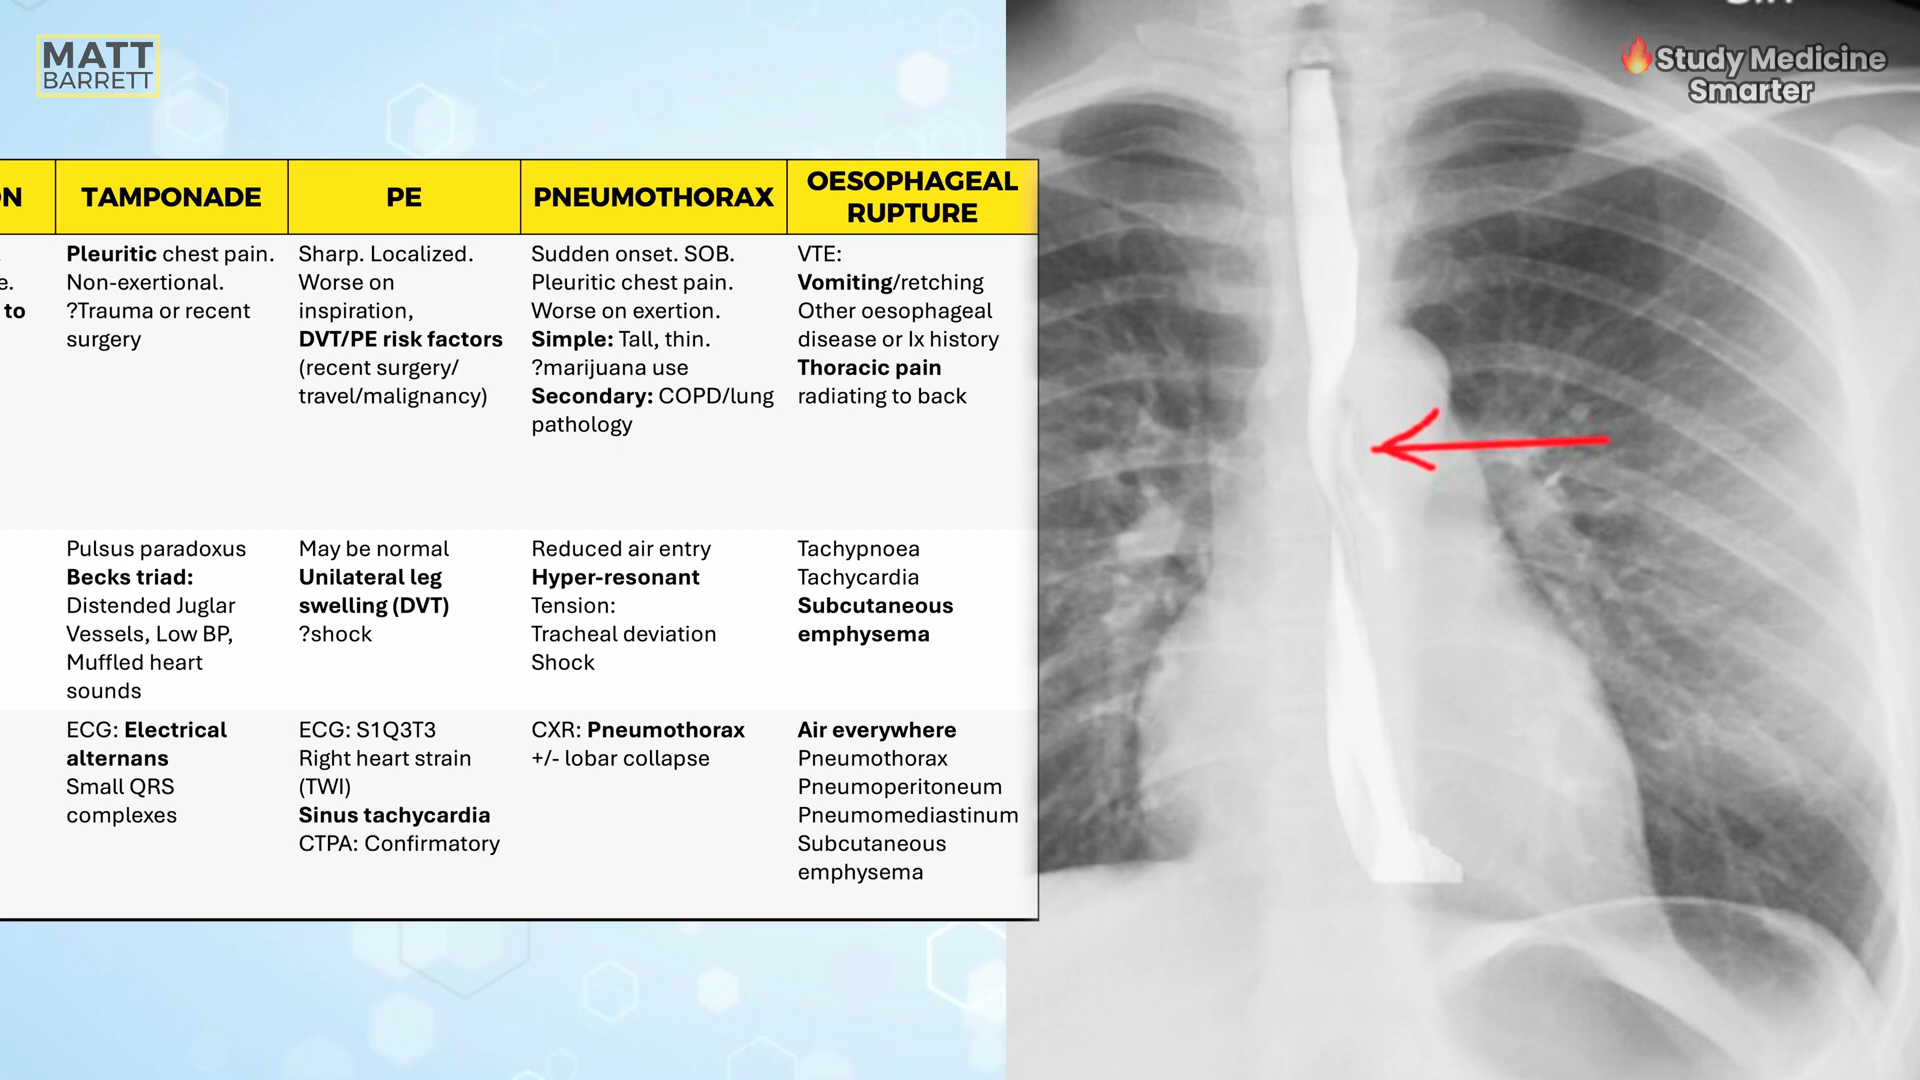 MATT
BARRETT
Study Medicine
Smarter
TAMPONADE
PE
PNEUMOTHORAX
OESOPHAGEAL
RUPTURE
to
Pleuritic chest pain.
Non-exertional.
?Trauma or recent
surgery
Sharp. Localized.
Worse on
inspiration,
DVT/PE risk factors
(recent surgery/
travel/malignancy)
Sudden onset. SOB.
Pleuritic chest pain.
Worse on exertion.
Simple: Tall, thin.
?marijuana use
Secondary: COPD/lung
pathology
VTE:
Vomiting/retching
Other oesophageal
disease or Ix history
Thoracic pain
radiating to back
Pulsus paradoxus
Becks triad:
Distended Juglar
Vessels, Low BP,
Muffled heart
sounds
May be normal
Unilateral leg
swelling (DVT)
?shock
Reduced air entry
Hyper-resonant
Tension:
Tracheal deviation
Shock
Tachypnoea
Tachycardia
Subcutaneous
emphysema
ECG: Electrical
alternans
Small QRS
complexes
ECG: S1Q3T3
Right heart strain
(TWI)
Sinus tachycardia
CTPA: Confirmatory
CXR: Pneumothorax
+/- lobar collapse
Air everywhere
Pneumothorax
Pneumoperitoneum
Pneumomediastinum
Subcutaneous
emphysema